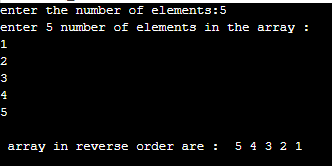 enter the number of elements:5
enter 5 number of elements in the array :
1
2
3
4
5
array in reverse order are :  5 4 3 2 1